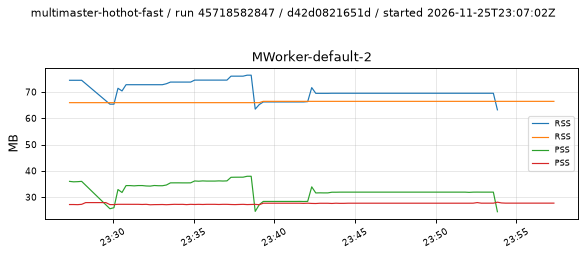 multimaster-hothot-fast / run 45718582847 / d42d0821651d / started 2026-11-25T23:07:02Z
MWorker-default-2
MB
70
60
50
40
30
RSS
RSS
PSS
PSS
23:30
23:35
23:40
23:45
23:50
23:55